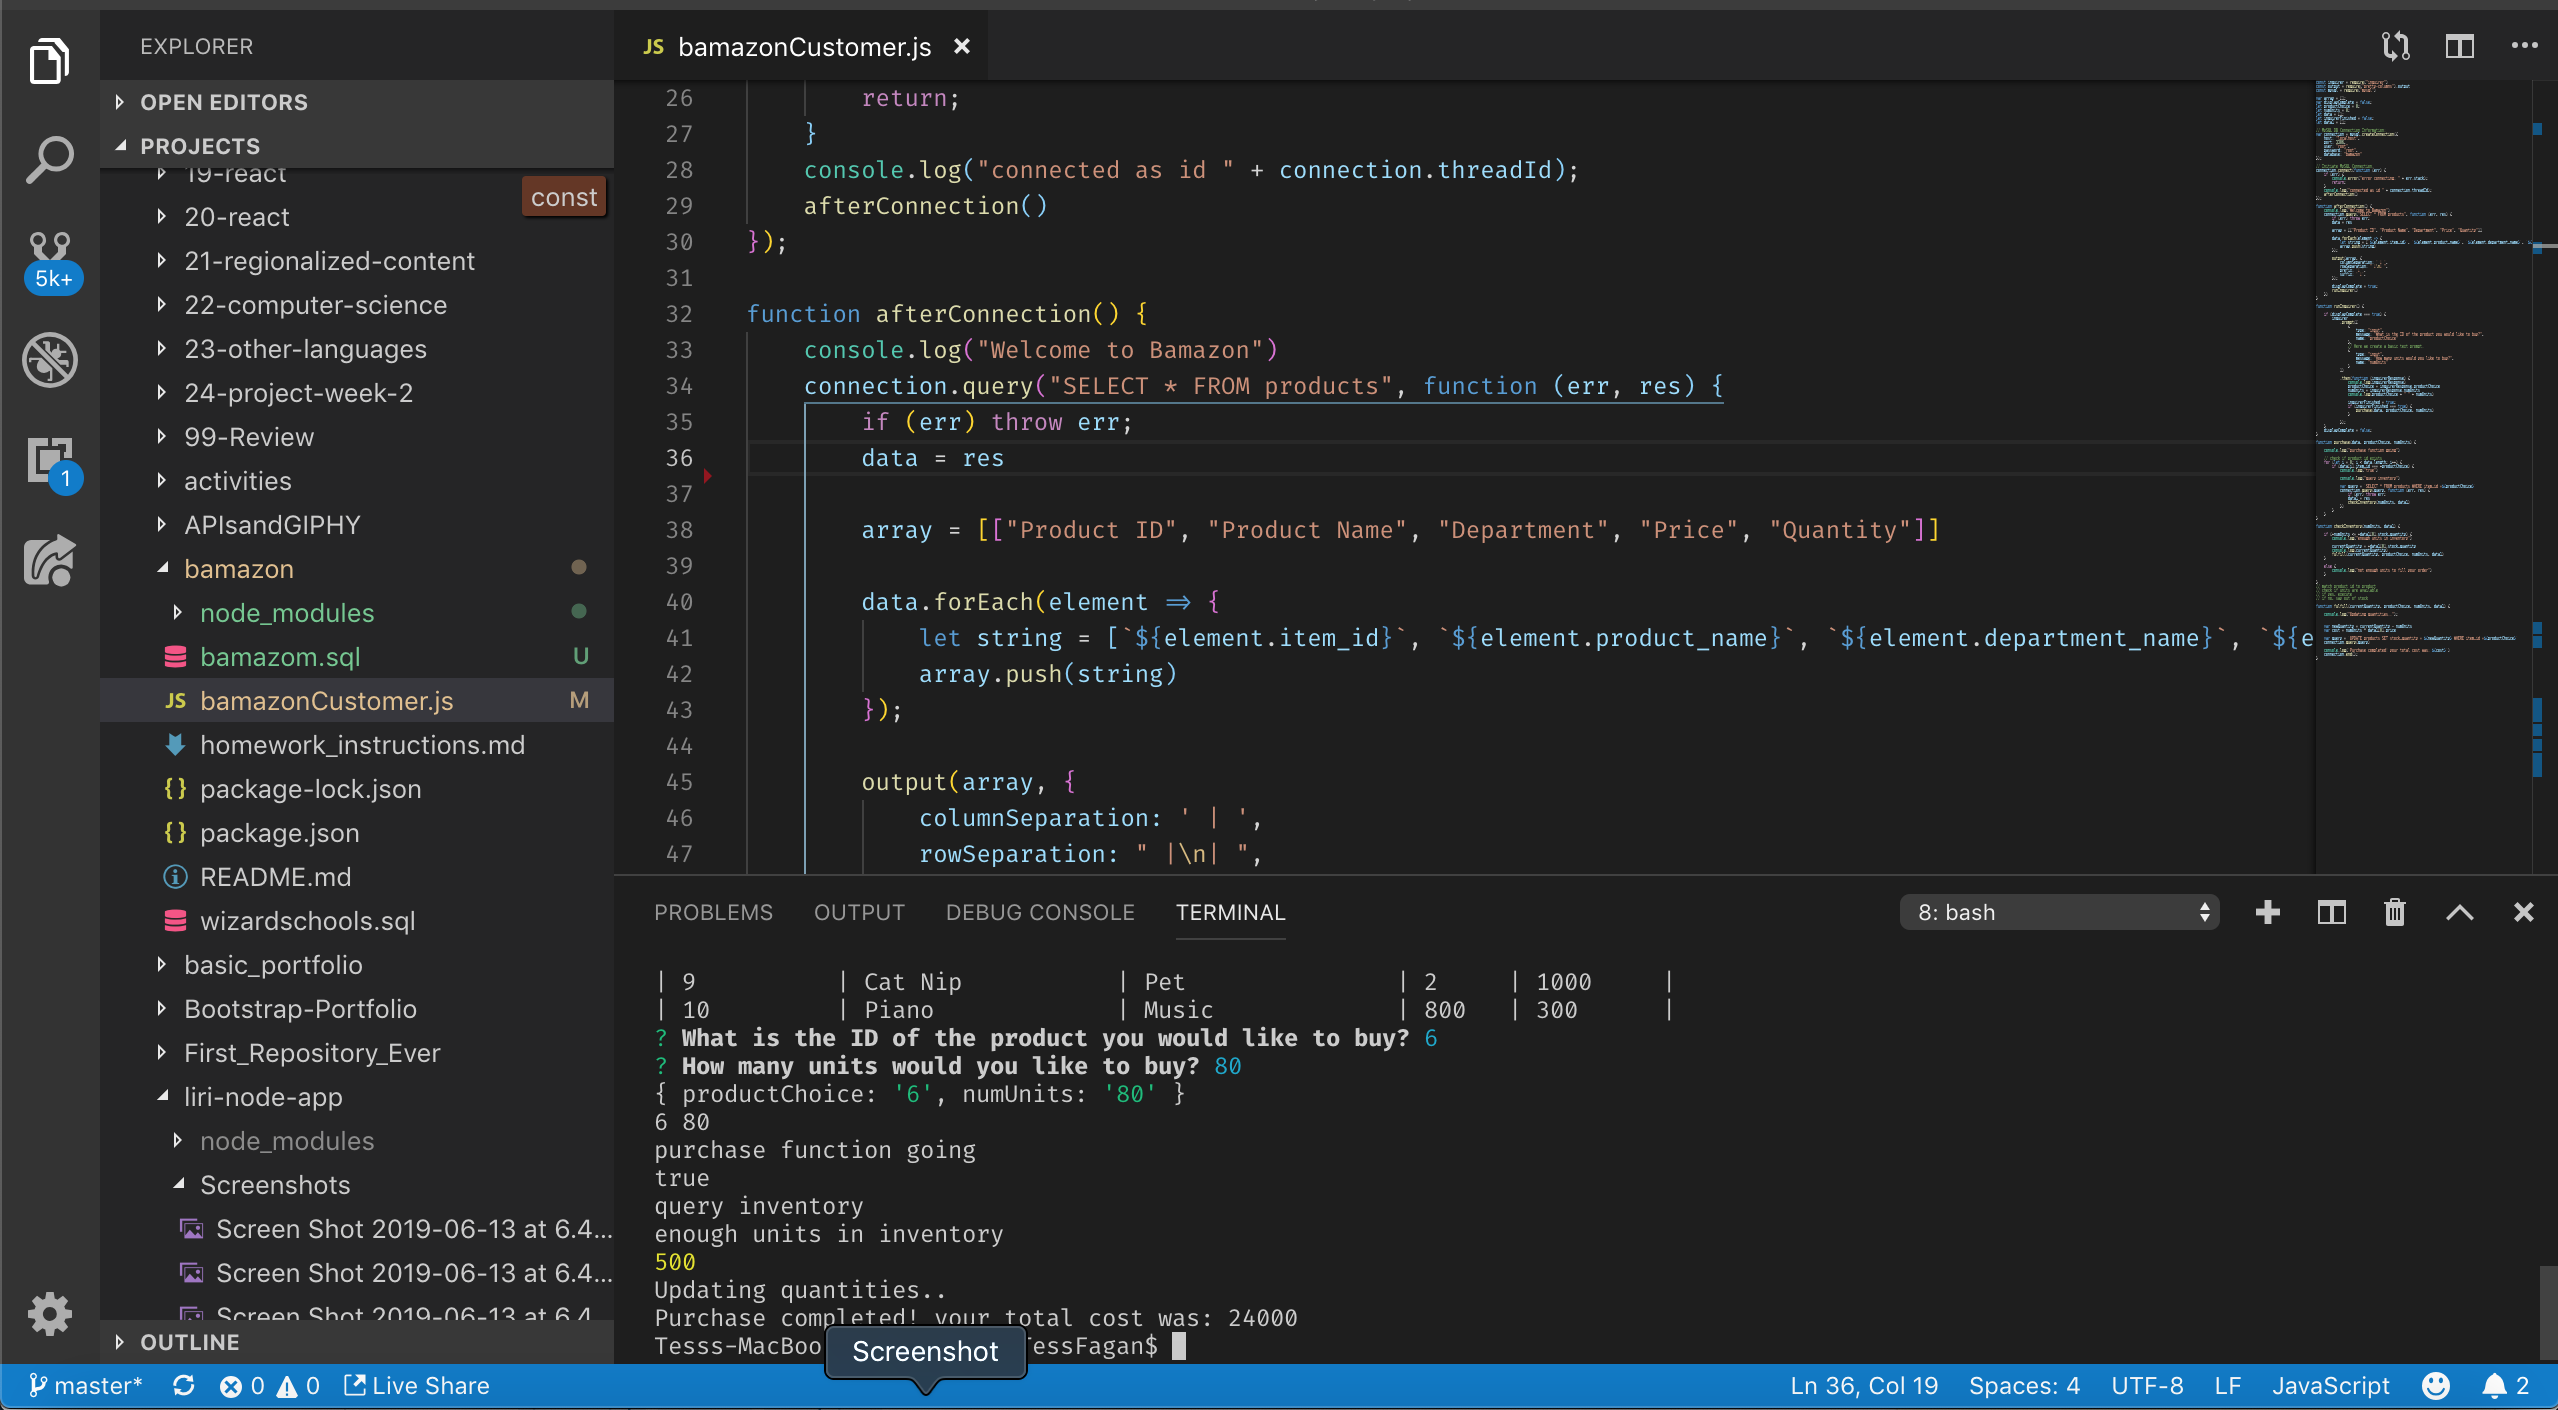 EXPLORER
OPEN EDITORS
PROJECTS
19-react
const
20-react
21-regionalized-content
22-computer-science
23-other-languages
24-project-week-2
99-Review
activities
APIsandGIPHY
bamazon
node_modules
bamazom.sql U
JS bamazonCustomer.js M
homework_instructions.md
{} package-lock.json
{} package.json
README.md
wizardschools.sql
basic_portfolio
Bootstrap-Portfolio
First_Repository_Ever
liri-node-app
node_modules
Screenshots
Screen Shot 2019-06-13 at 6.4...
Screen Shot 2019-06-13 at 6.4...
Screen Shot 2019-06-13 at 6.4
OUTLINE
5k+
1
JS bamazonCustomer.js ×
26 return;
27 }
28 console.log("connected as id " + connection.threadId);
29 afterConnection()
30 });
31
32 function afterConnection() {
33 console.log("Welcome to Bamazon")
34 connection.query("SELECT * FROM products", function (err, res) {
35 if (err) throw err;
36 data = res
37
38 array = [["Product ID", "Product Name", "Department", "Price", "Quantity"]]
39
40 data.forEach(element => {
41 let string = [`${element.item_id}`, `${element.product_name}`, `${element.department_name}`, `${e
42 array.push(string)
43 });
44
45 output(array, {
46 columnSeparation: ' | ',
47 rowSeparation: " |\n| ",
PROBLEMS OUTPUT DEBUG CONSOLE TERMINAL
8: bash
| 9 | Cat Nip | Pet | 2 | 1000 |
| 10 | Piano | Music | 800 | 300 |
? What is the ID of the product you would like to buy? 6
? How many units would you like to buy? 80
{ productChoice: '6', numUnits: '80' }
6 80
purchase function going
true
query inventory
enough units in inventory
500
Updating quantities..
Purchase completed! your total cost was: 24000
Tesss-MacBoo essFagan$
Screenshot
master* 0 0 Live Share
Ln 36, Col 19 Spaces: 4 UTF-8 LF JavaScript 2